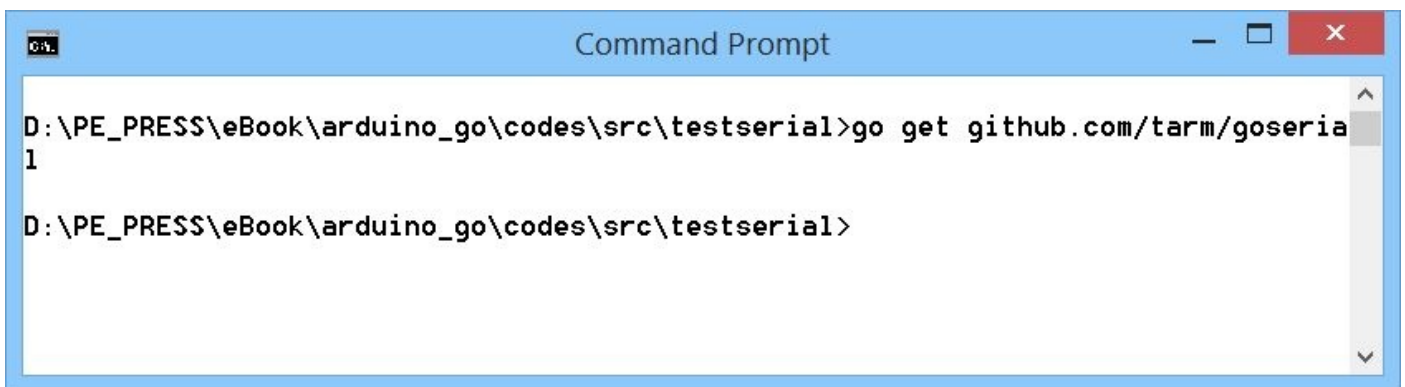 C:\.
Command Prompt
D:\PE_PRESS\eBook\arduino_go\codes\src\testserial>go get github.com/tarm/goseria
l
D:\PE_PRESS\eBook\arduino_go\codes\src\testserial>